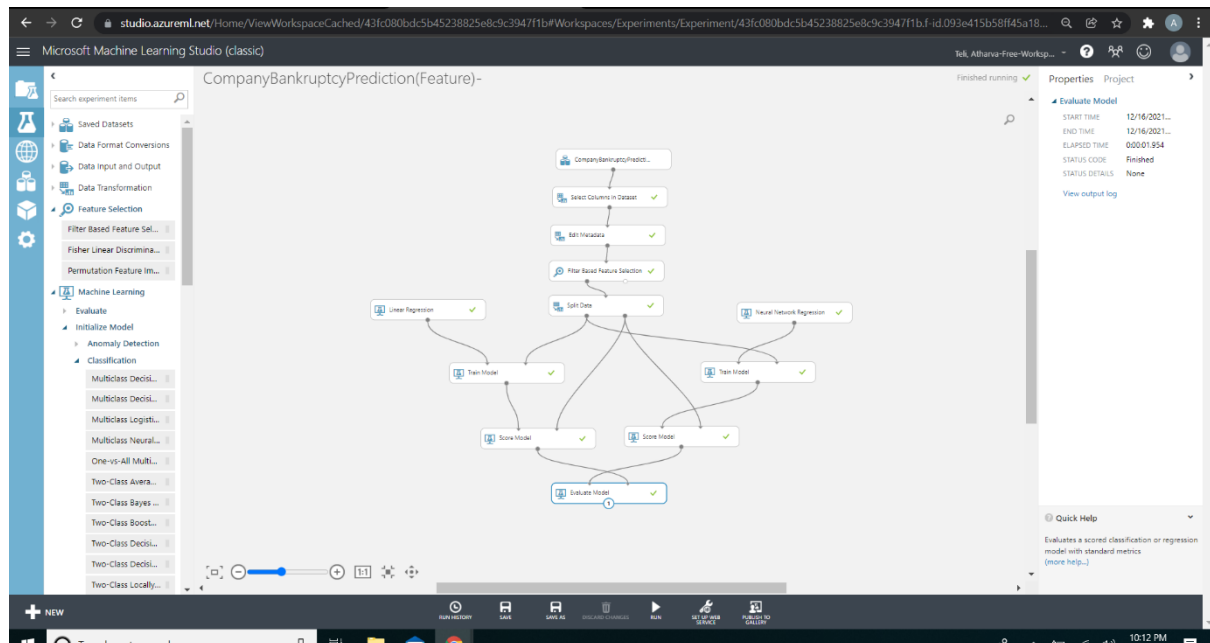 studio.azureml.net/Home/ViewWorkspaceCached/43fc080bdc5b45238825e8c9c3947f1b#Workspaces/Experiments/Experiment/43fc080bdc5b45238825e8c9c3947f1b.f-id.093e415b58ff45a18...
A
Microsoft Machine Learning Studio (classic)
Teli, Atharva-Free-Worksp...
CompanyBankruptcyPrediction(Feature)-
Finished running
Search experiment items
Saved Datasets
Data Format Conversions
Data Input and Output
Data Transformation
Feature Selection
Filter Based Feature Sel...
Fisher Linear Discrimina...
Permutation Feature Im...
Machine Learning
Evaluate
Initialize Model
Anomaly Detection
Classification
Multiclass Decisi...
Multiclass Decisi...
Multiclass Logisti...
Multiclass Neural...
One-vs-All Multi...
Two-Class Avera...
Two-Class Bayes ...
Two-Class Boost...
Two-Class Decisi...
Two-Class Decisi...
Two-Class Locally...
CompanyBankruptcyPredicti...
Select Columns in Dataset
Edit Metadata
Filter Based Feature Selection
Split Data
Linear Regression
Neural Network Regression
Train Model
Train Model
Score Model
Score Model
Evaluate Model
1
1:1
Properties Project
Evaluate Model
START TIME 12/16/2021...
END TIME 12/16/2021...
ELAPSED TIME 0:00:01.954
STATUS CODE Finished
STATUS DETAILS None
View output log
Quick Help
Evaluates a scored classification or regression
model with standard metrics
(more help...)
NEW
RUN HISTORY
SAVE
SAVE AS
DISCARD CHANGES
RUN
SET UP WEB
SERVICE
PUBLISH TO
GALLERY
10:12 PM